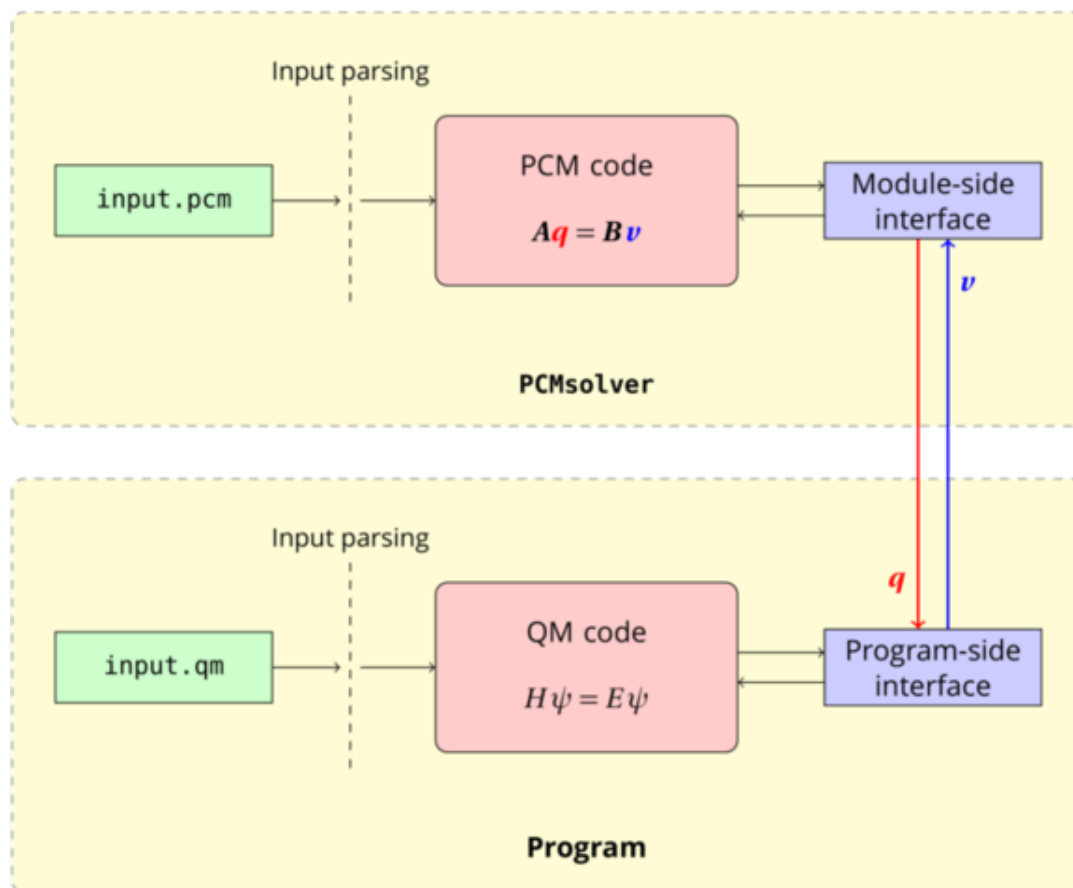 Input parsing
input.pcm
PCM code
Aq = Bv
Module-side
interface
v
PCMsolver
Input parsing
q
input.qm
QM code
Hψ = Eψ
Program-side
interface
Program